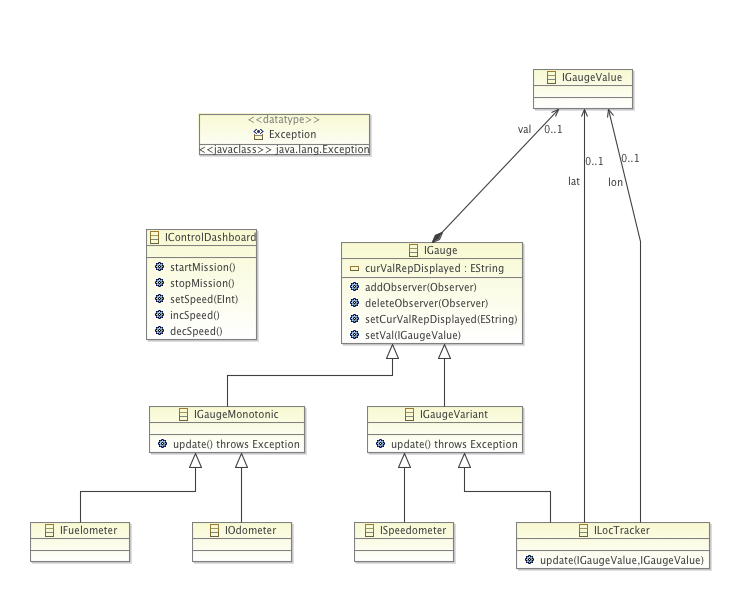 IGaugeValue
<<datatype>>
Exception
<<javaclass>> java.lang.Exception
val
0..1
0..1
0..1
lat
lon
IControlDashboard
startMission()
stopMission()
setSpeed(EInt)
incSpeed()
decSpeed()
IGauge
curValRepDisplayed : EString
addObserver(Observer)
deleteObserver(Observer)
setCurValRepDisplayed(EString)
setVal(IGaugeValue)
IGaugeMonotonic
update() throws Exception
IGaugeVariant
update() throws Exception
IFuelometer
IOdometer
ISpeedometer
ILocTracker
update(IGaugeValue,IGaugeValue)